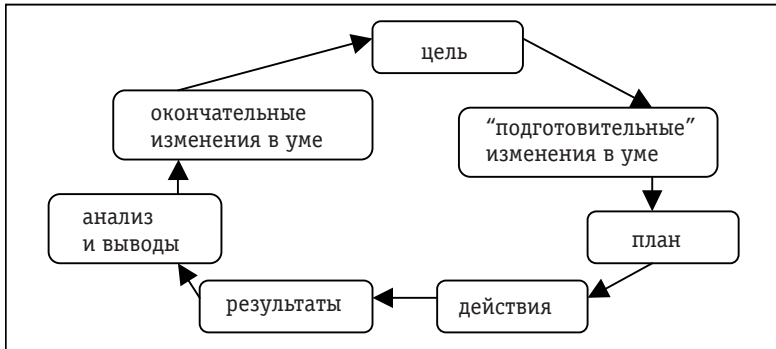 цель
“подготовительные”
изменения в уме
план
действия
результаты
анализ
и выводы
окончательные
изменения в уме